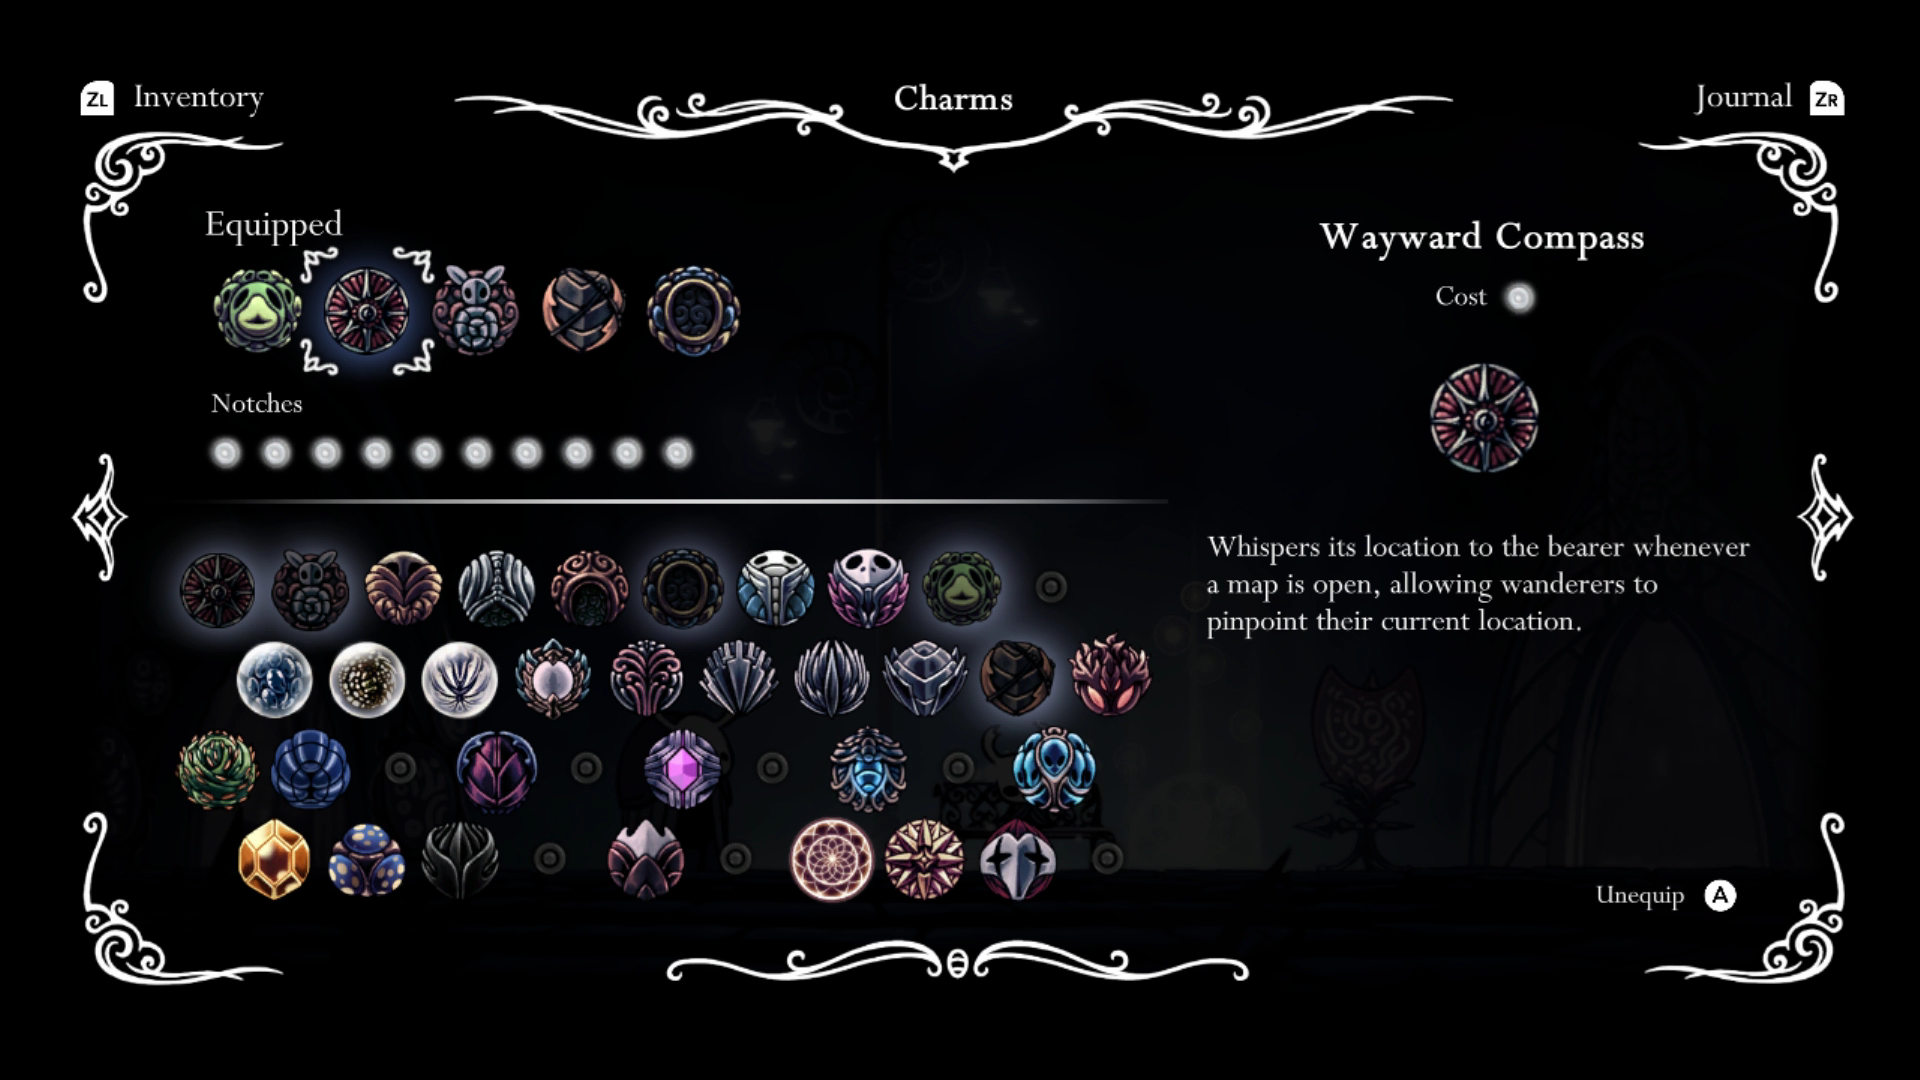 ZL Inventory
Charms
Journal ZR
Equipped
Notches
Wayward Compass
Cost
Whispers its location to the bearer whenever
a map is open, allowing wanderers to
pinpoint their current location.
Unequip A